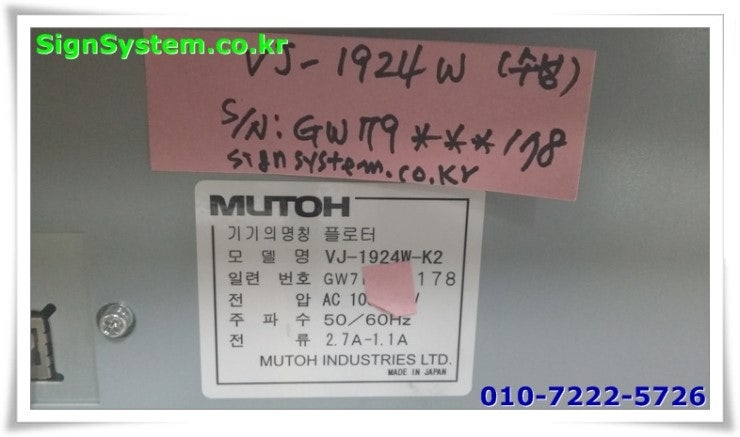 SignSystem.co.kr
VJ-1924W (수성)
S/N: GW79***178
signsystem.co.kr
MUTOH
기기의명칭 플로터
모 델 명 VJ-1924W-K2
일련 번호 GW7 178
전 압 AC 10 V
주 파 수 50/60Hz
전 류 2.7A-1.1A
MUTOH INDUSTRIES LTD.
MADE IN JAPAN
010-7222-5726